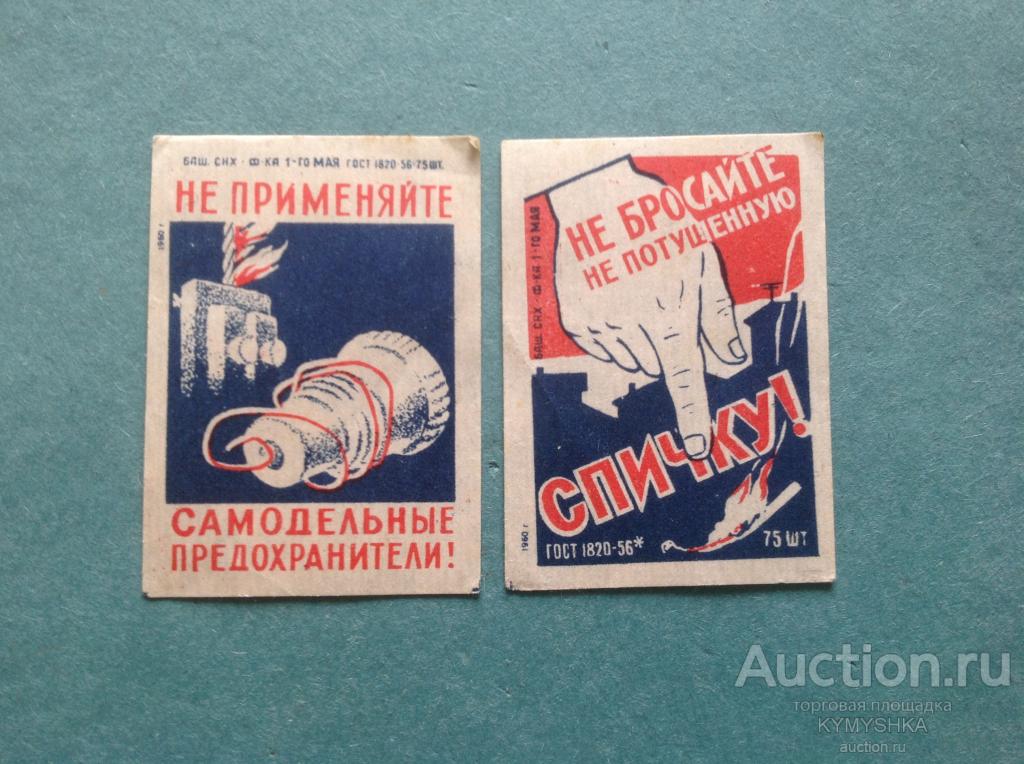 БАШ. СНХ · Ф-КА 1-ГО МАЯ ГОСТ 1820-56-75 ШТ.
НЕ ПРИМЕНЯЙТЕ
1960 г
САМОДЕЛЬНЫЕ
ПРЕДОХРАНИТЕЛИ!
НЕ БРОСАЙТЕ
НЕ ПОТУШЕННУЮ
БАШ. СНХ · Ф-КА 1-ГО МАЯ
СПИЧКУ!
1960 г
ГОСТ 1820-56*
75 ШТ
Auction.ru
торговая площадка
KYMYSHKA
auction.ru